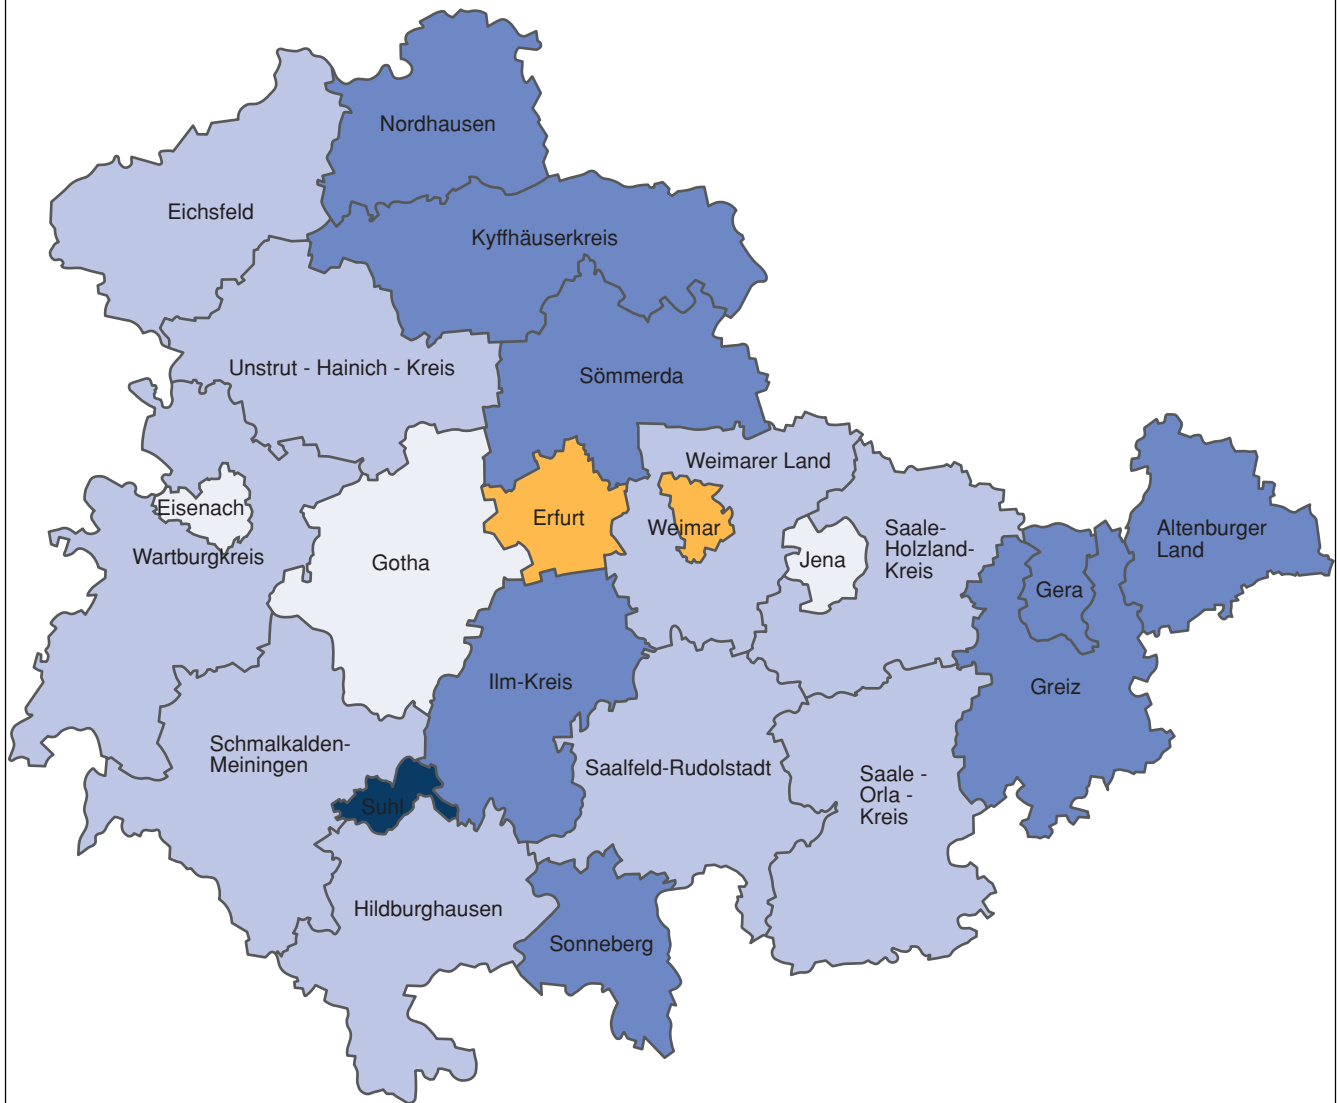 Nordhausen
Eichsfeld
Kyffhäuserkreis
Unstrut - Hainich - Kreis
Sömmerda
Weimarer Land
Eisenach
Erfurt
Weimar
Saale-
Holzland-
Kreis
Altenburger
Land
Wartburgkreis
Gotha
Jena
Gera
Ilm-Kreis
Greiz
Schmalkalden-
Meiningen
Saalfeld-Rudolstadt
Saale -
Orla -
Kreis
Suhl
Hildburghausen
Sonneberg